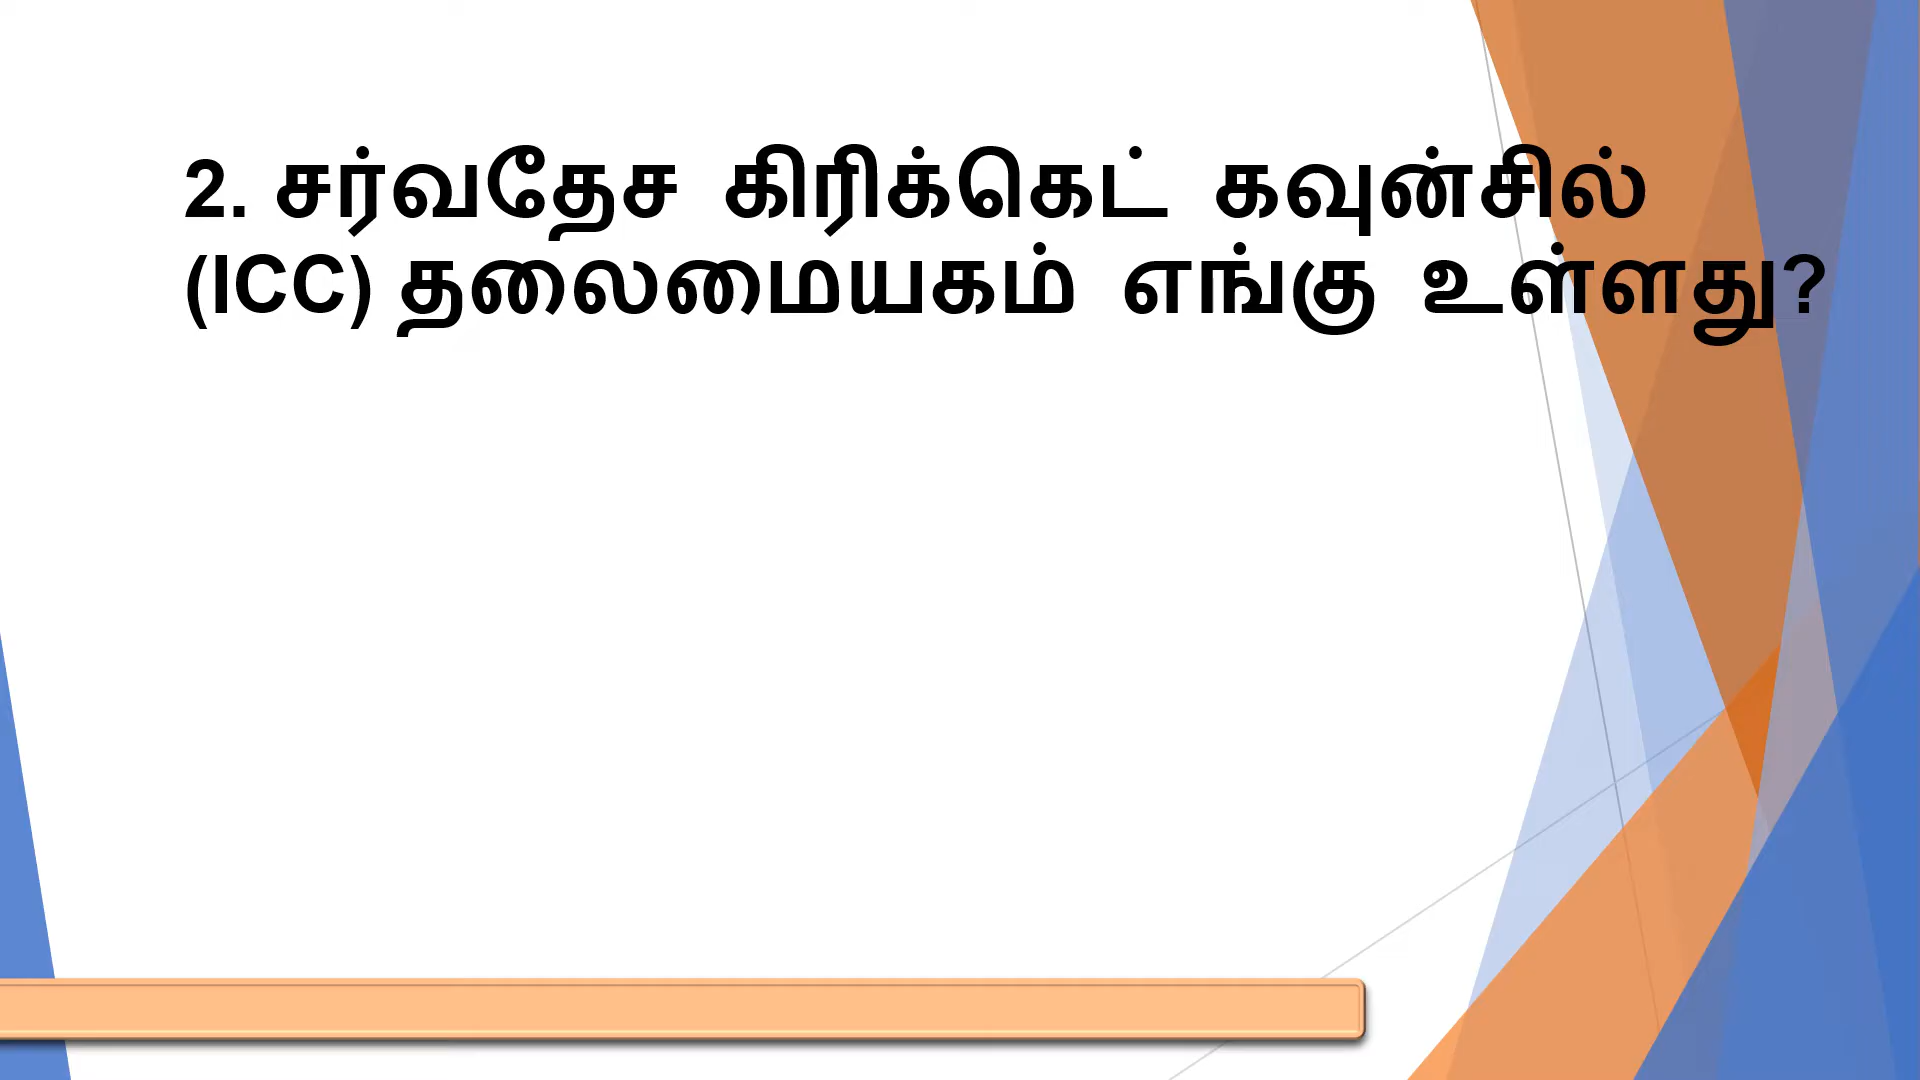 2. சர்வதேச கிரிக்கெட் கவுன்சில்
(ICC) தலைமையகம் எங்கு உள்ளது?